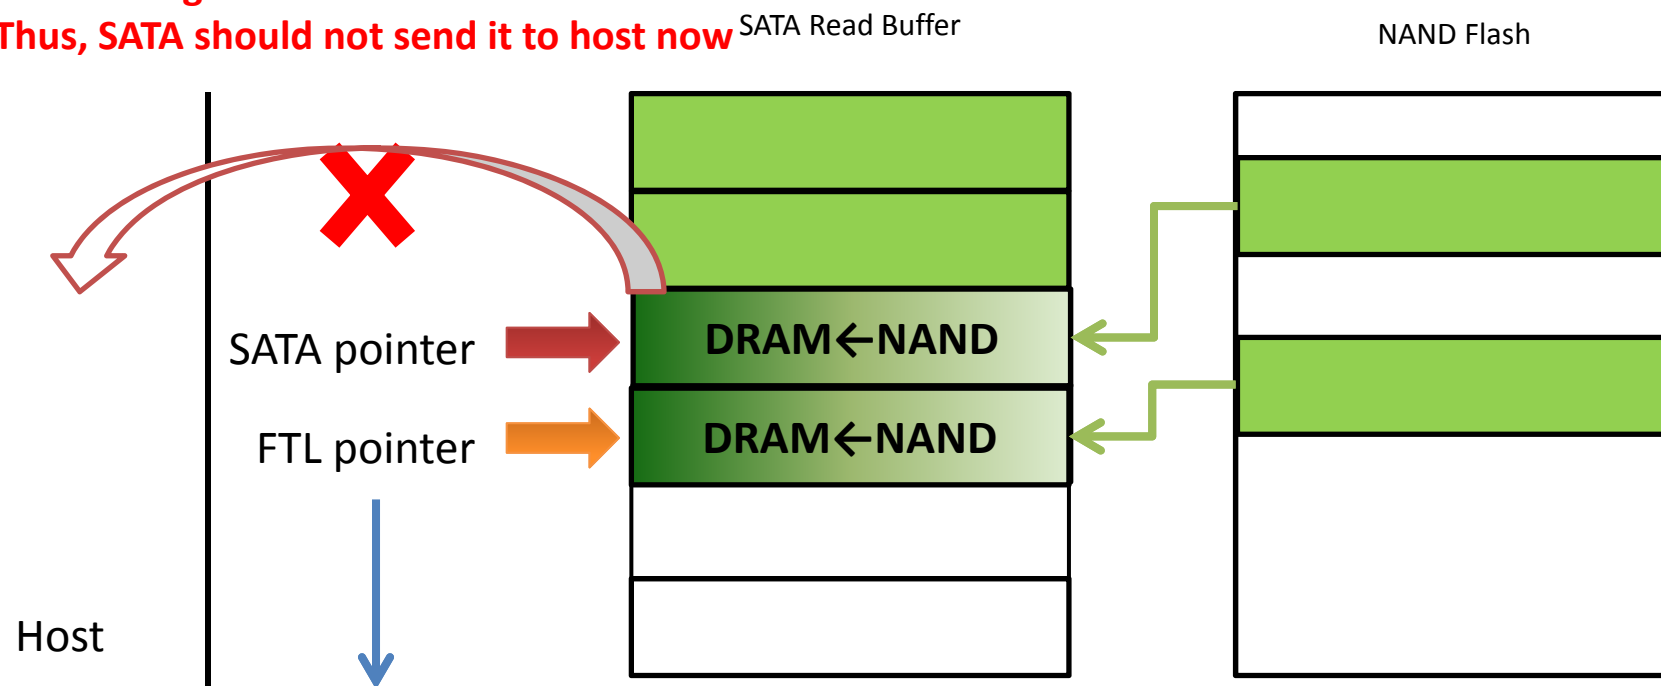 Thus, SATA should not send it to host now
SATA Read Buffer
NAND Flash
SATA pointer
DRAM←NAND
FTL pointer
DRAM←NAND
Host